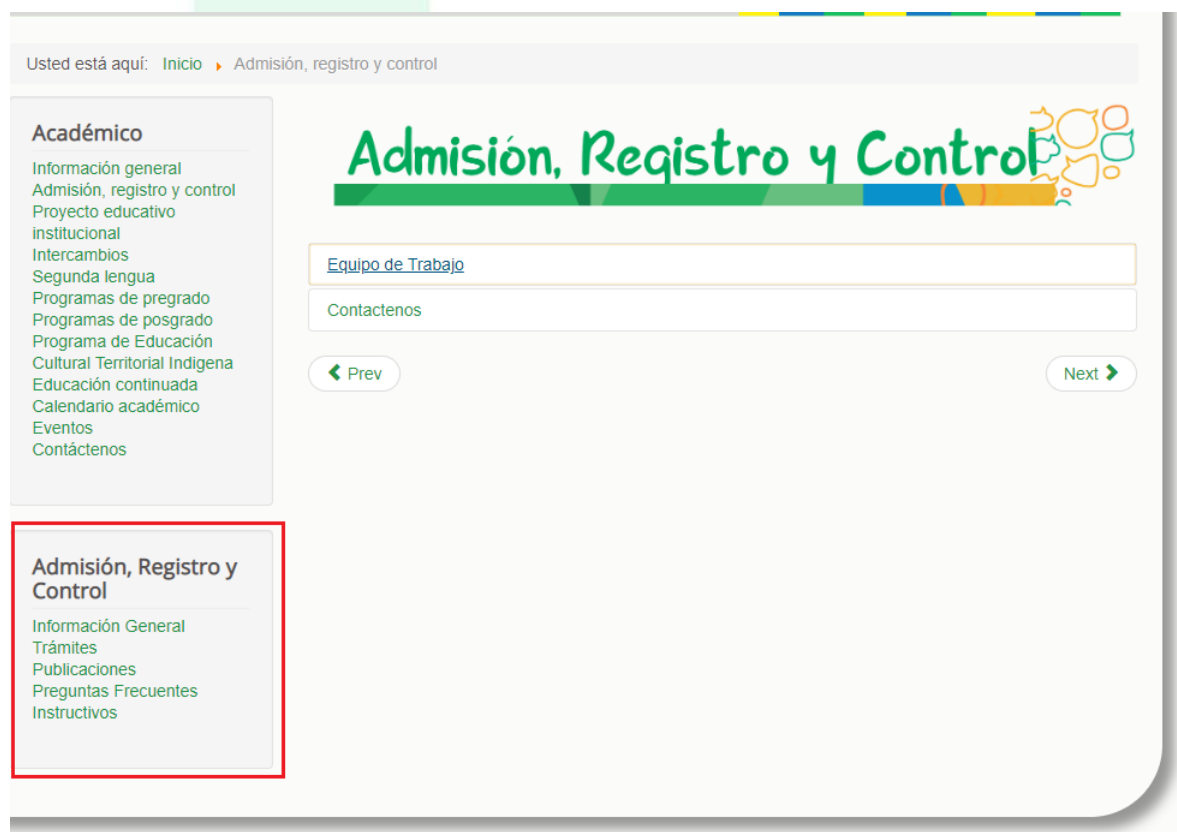 Usted está aquí: Inicio Admisión, registro y control
Académico
Información general
Admisión, registro y control
Proyecto educativo
institucional
Intercambios
Segunda lengua
Programas de pregrado
Programas de posgrado
Programa de Educación
Cultural Territorial Indigena
Educación continuada
Calendario académico
Eventos
Contáctenos
Admisión, Registro y
Control
Información General
Trámites
Publicaciones
Preguntas Frecuentes
Instructivos
Admisión, Registro y Control
Equipo de Trabajo
Contactenos
Prev
Next